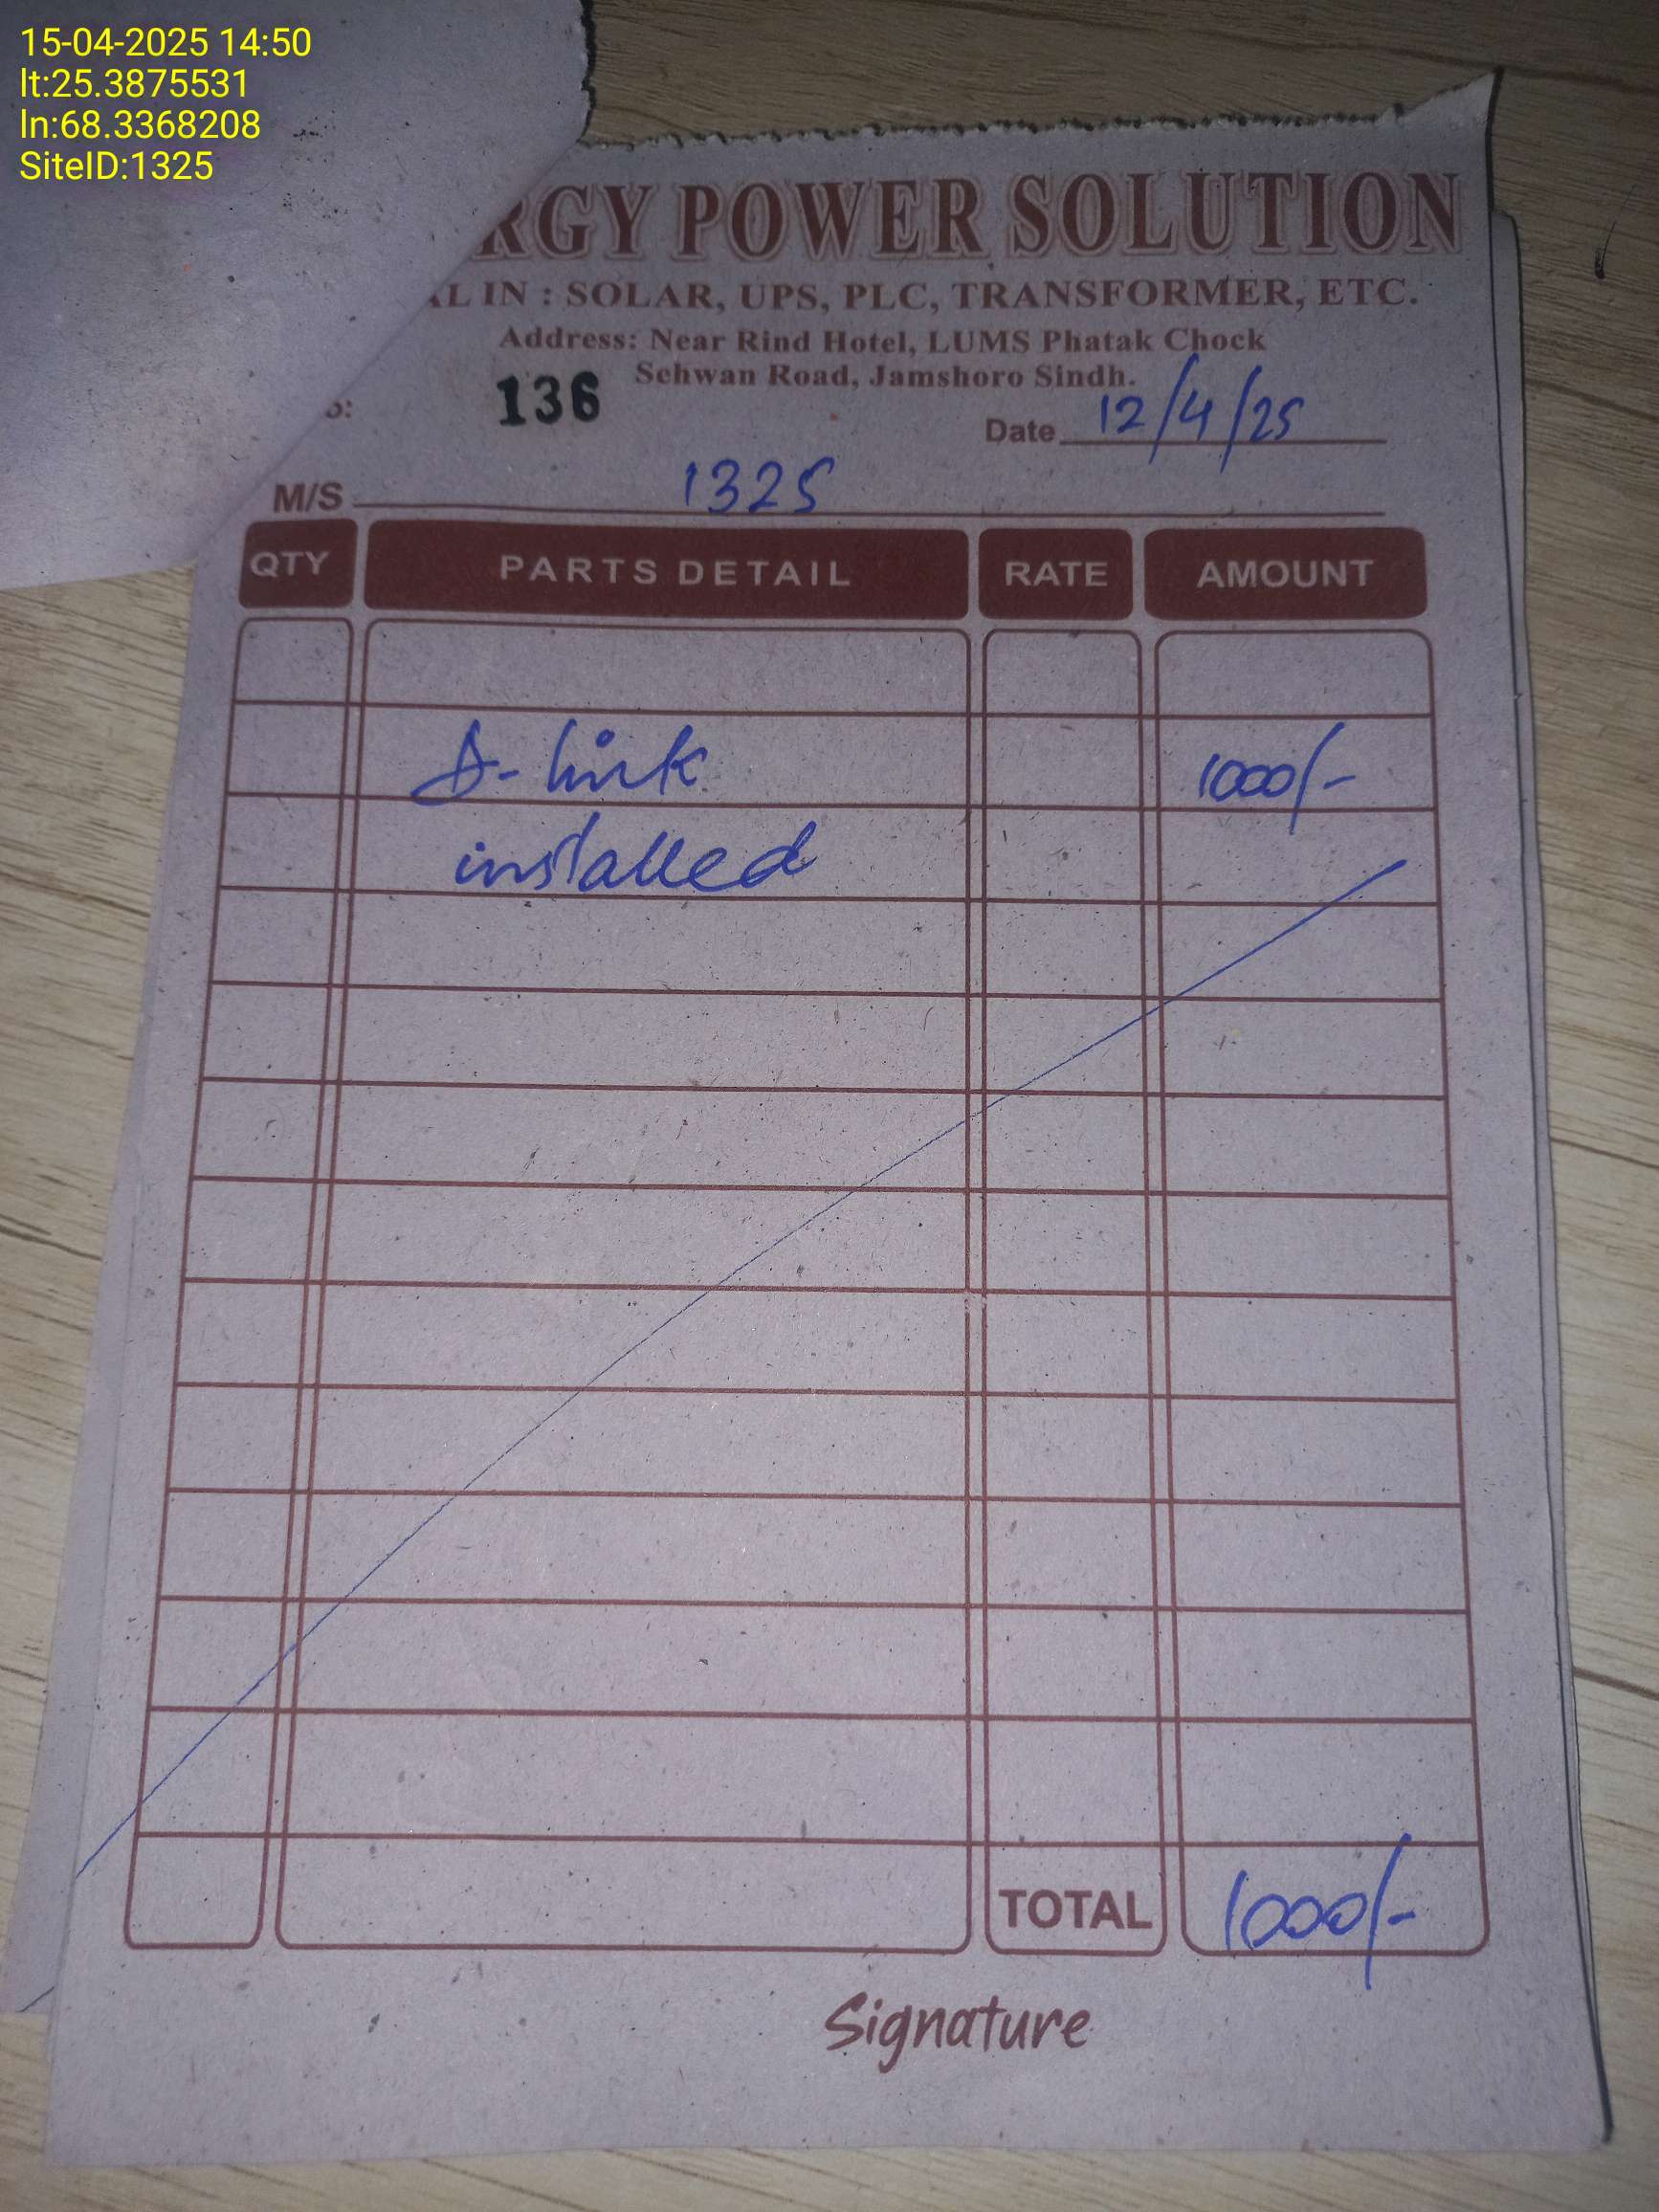 15-04-2025 14:50
lt:25.3875531
ln:68.3368208
SiteID:1325
RGY POWER SOLUTION
AL IN : SOLAR, UPS, PLC, TRANSFORMER, ETC.
Address: Near Rind Hotel, LUMS Phatak Chock
Sehwan Road, Jamshoro Sindh.
o: 136
Date 12/4/25
M/S 1325
QTY PARTS DETAIL RATE AMOUNT
D-link 1000/-
installed
TOTAL 1000/-
Signature